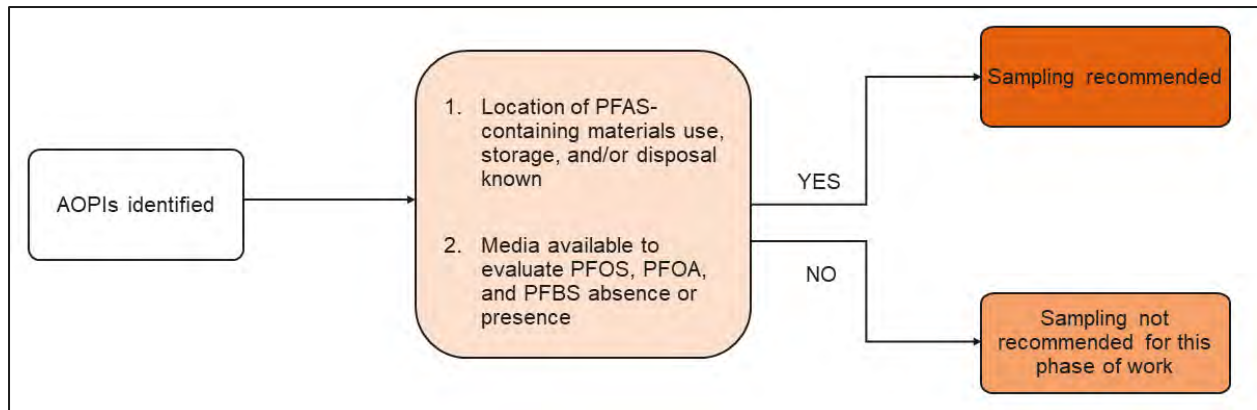 AOPIs identified
1. Location of PFAS-
containing materials use,
storage, and/or disposal
known
2. Media available to
evaluate PFOS, PFOA,
and PFBS absence or
presence
YES
NO
Sampling recommended
Sampling not
recommended for this
phase of work